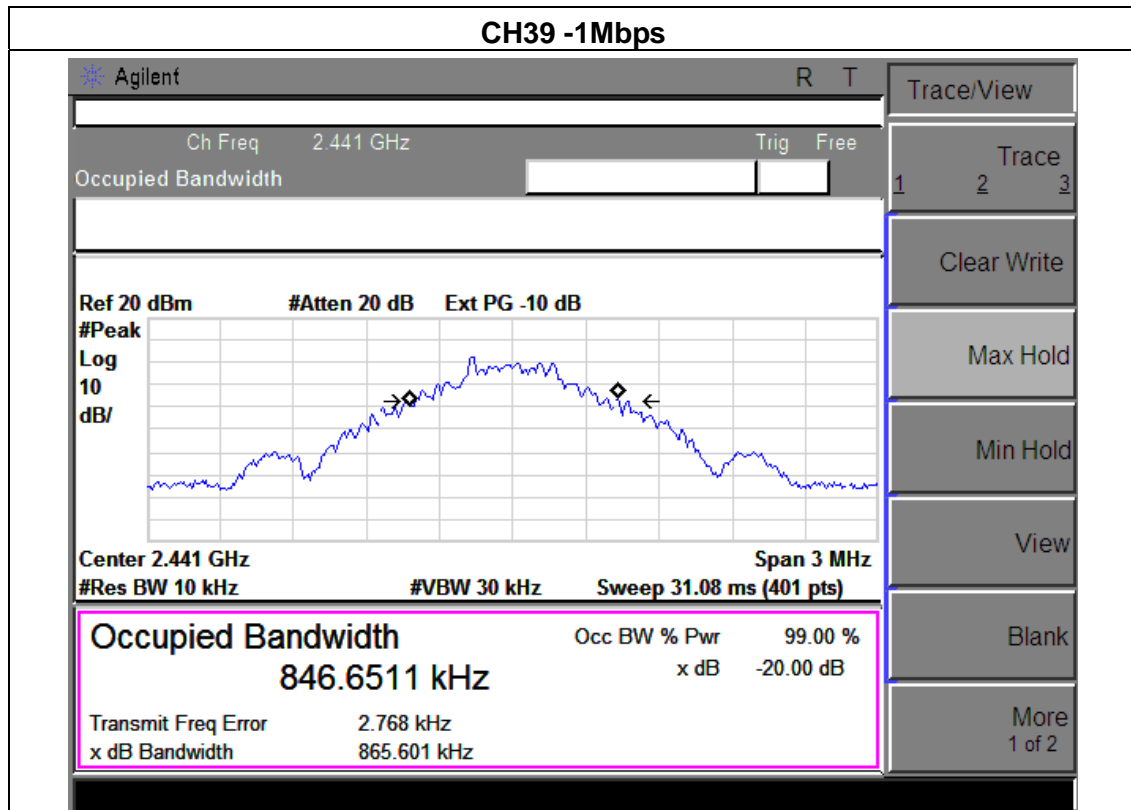 CH39 -1Mbps
Agilent R T
Trace/View
Ch Freq 2.441 GHz Trig Free
Occupied Bandwidth
Trace
1 2 3
Clear Write
Ref 20 dBm #Atten 20 dB Ext PG -10 dB
#Peak
Log
10
dB/
Max Hold
Min Hold
View
Center 2.441 GHz Span 3 MHz
#Res BW 10 kHz #VBW 30 kHz Sweep 31.08 ms (401 pts)
Occupied Bandwidth Occ BW % Pwr 99.00 %
846.6511 kHz x dB -20.00 dB
Blank
Transmit Freq Error 2.768 kHz
x dB Bandwidth 865.601 kHz
More
1 of 2